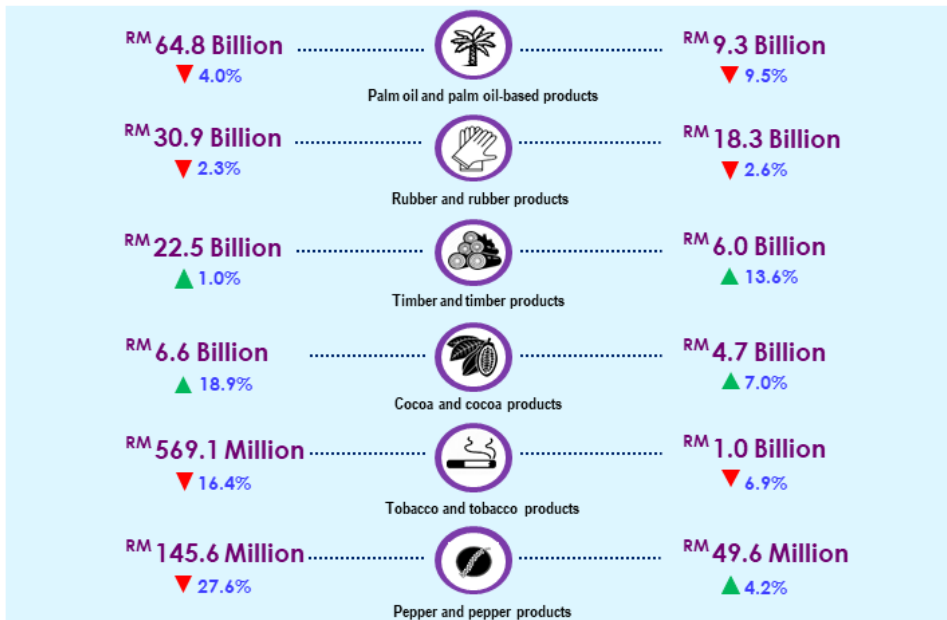 RM 64.8 Billion RM 9.3 Billion
4.0% 9.5%
Palm oil and palm oil-based products
RM 30.9 Billion RM 18.3 Billion
2.3% 2.6%
Rubber and rubber products
RM 22.5 Billion RM 6.0 Billion
1.0% 13.6%
Timber and timber products
RM 6.6 Billion RM 4.7 Billion
18.9% 7.0%
Cocoa and cocoa products
RM 569.1 Million RM 1.0 Billion
16.4% 6.9%
Tobacco and tobacco products
RM 145.6 Million RM 49.6 Million
27.6% 4.2%
Pepper and pepper products